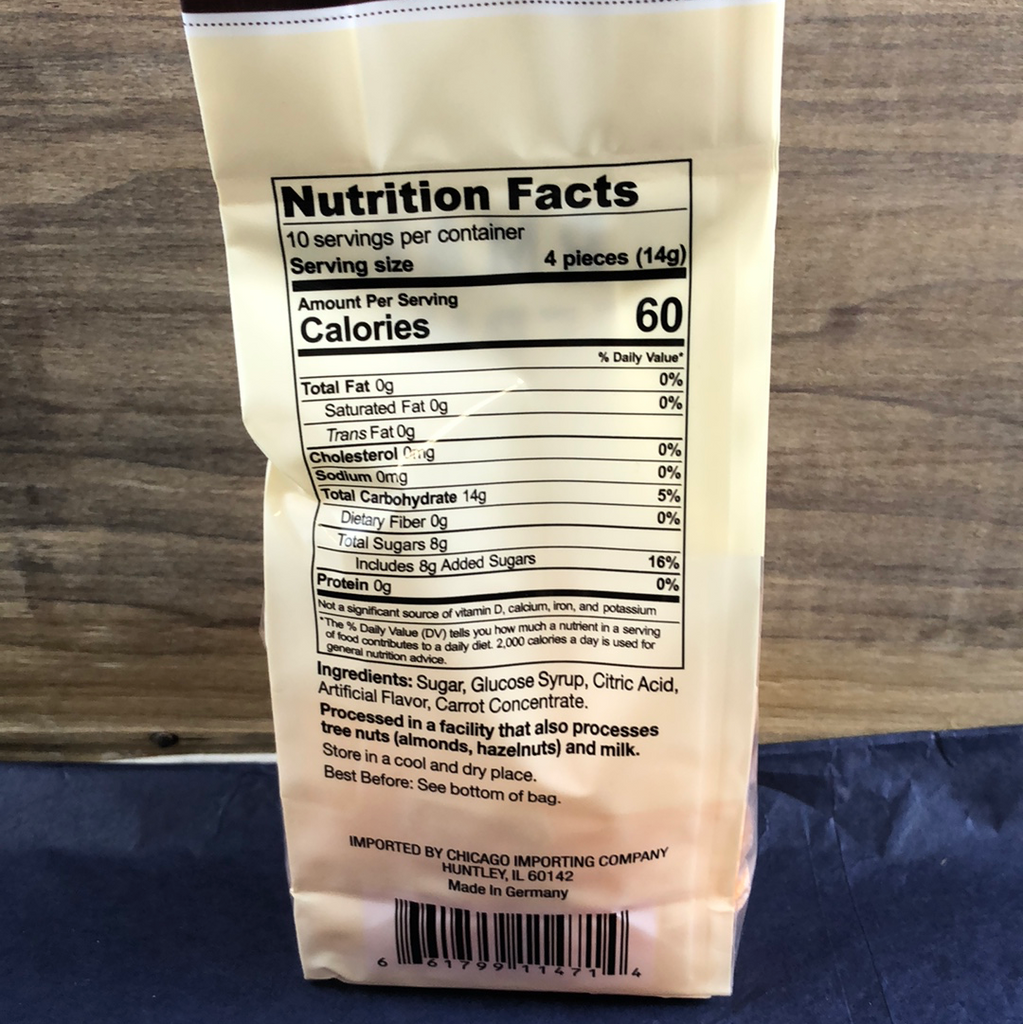 Nutrition Facts
10 servings per container
Serving size 4 pieces (14g)
Amount Per Serving
Calories 60
% Daily Value*
Total Fat 0g 0%
Saturated Fat 0g 0%
Trans Fat 0g
Cholesterol 0mg 0%
Sodium 0mg 0%
Total Carbohydrate 14g 5%
Dietary Fiber 0g 0%
Total Sugars 8g
Includes 8g Added Sugars 16%
Protein 0g 0%
Not a significant source of vitamin D, calcium, iron, and potassium
*The % Daily Value (DV) tells you how much a nutrient in a serving
of food contributes to a daily diet. 2,000 calories a day is used for
general nutrition advice.
Ingredients: Sugar, Glucose Syrup, Citric Acid,
Artificial Flavor, Carrot Concentrate.
Processed in a facility that also processes
tree nuts (almonds, hazelnuts) and milk.
Store in a cool and dry place.
Best Before: See bottom of bag.
IMPORTED BY CHICAGO IMPORTING COMPANY
HUNTLEY, IL 60142
Made In Germany
6 61799 11471 4